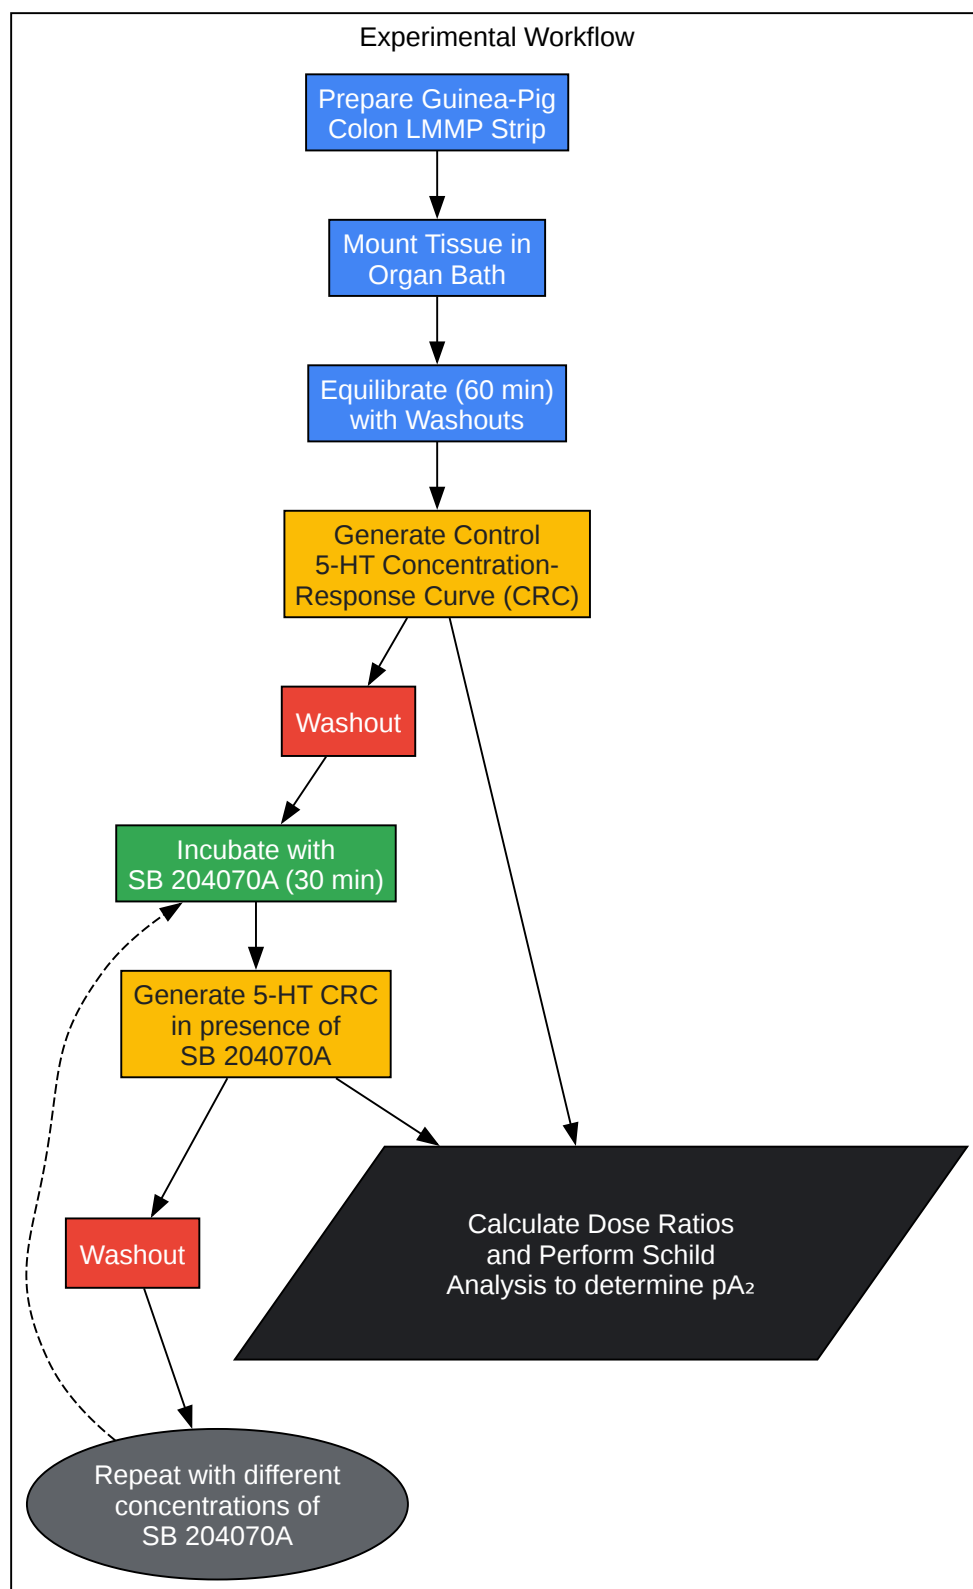 Experimental Workflow
Prepare Guinea-Pig
Colon LMMP Strip
Mount Tissue in
Organ Bath
Equilibrate (60 min)
with Washouts
Generate Control
5-HT Concentration-
Response Curve (CRC)
Washout
Incubate with
SB 204070A (30 min)
Generate 5-HT CRC
in presence of
SB 204070A
Washout
Calculate Dose Ratios
and Perform Schild
Analysis to determine pA₂
Repeat with different
concentrations of
SB 204070A